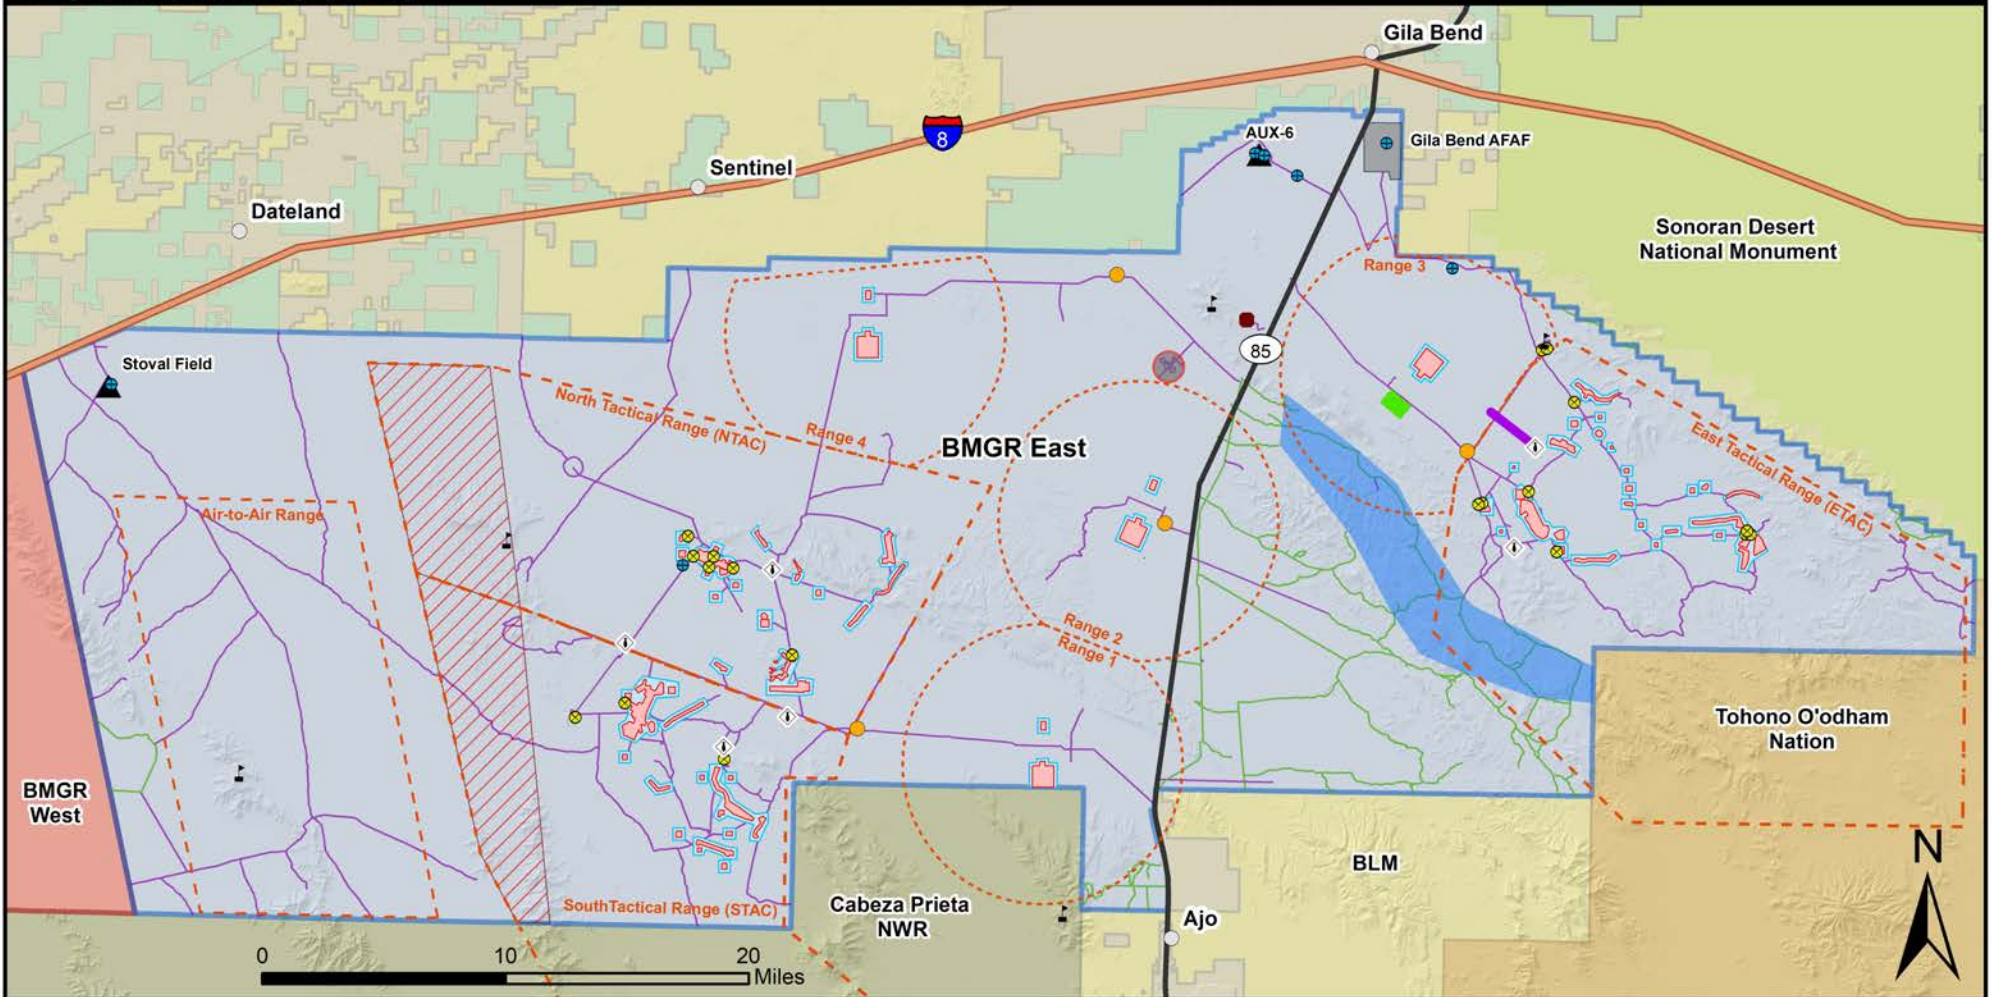 Gila Bend
8
AUX-6
Gila Bend AFAF
Sentinel
Dateland
Sonoran Desert
National Monument
Range 3
85
Stoval Field
North Tactical Range (NTAC)
Range 4
BMGR East
East Tactical Range (ETAC)
Air-to-Air Range
Range 2
Range 1
Tohono O'odham
Nation
BMGR
West
BLM
N
SouthTactical Range (STAC)
Cabeza Prieta
NWR
Ajo
0 10 20
Miles